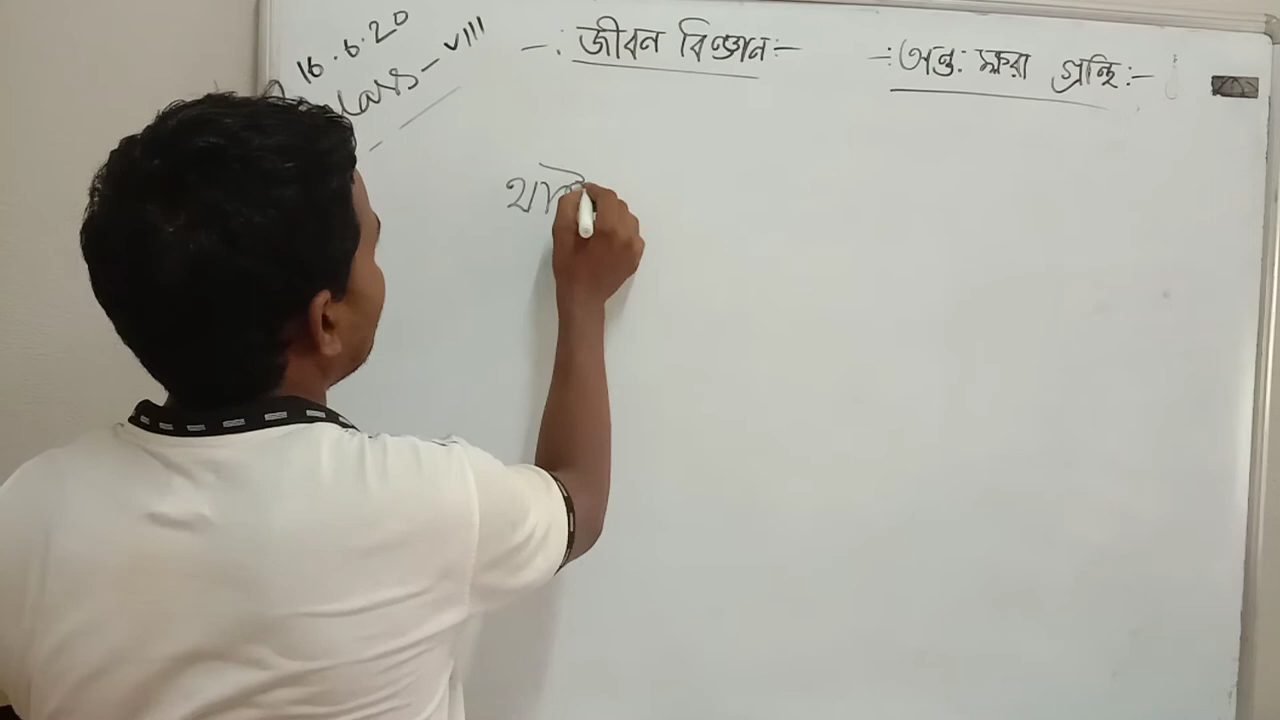 16.6.20
Class - VIII
-: জীবন বিজ্ঞান :-
-: অন্ত: ক্ষরা গ্রন্থি :-